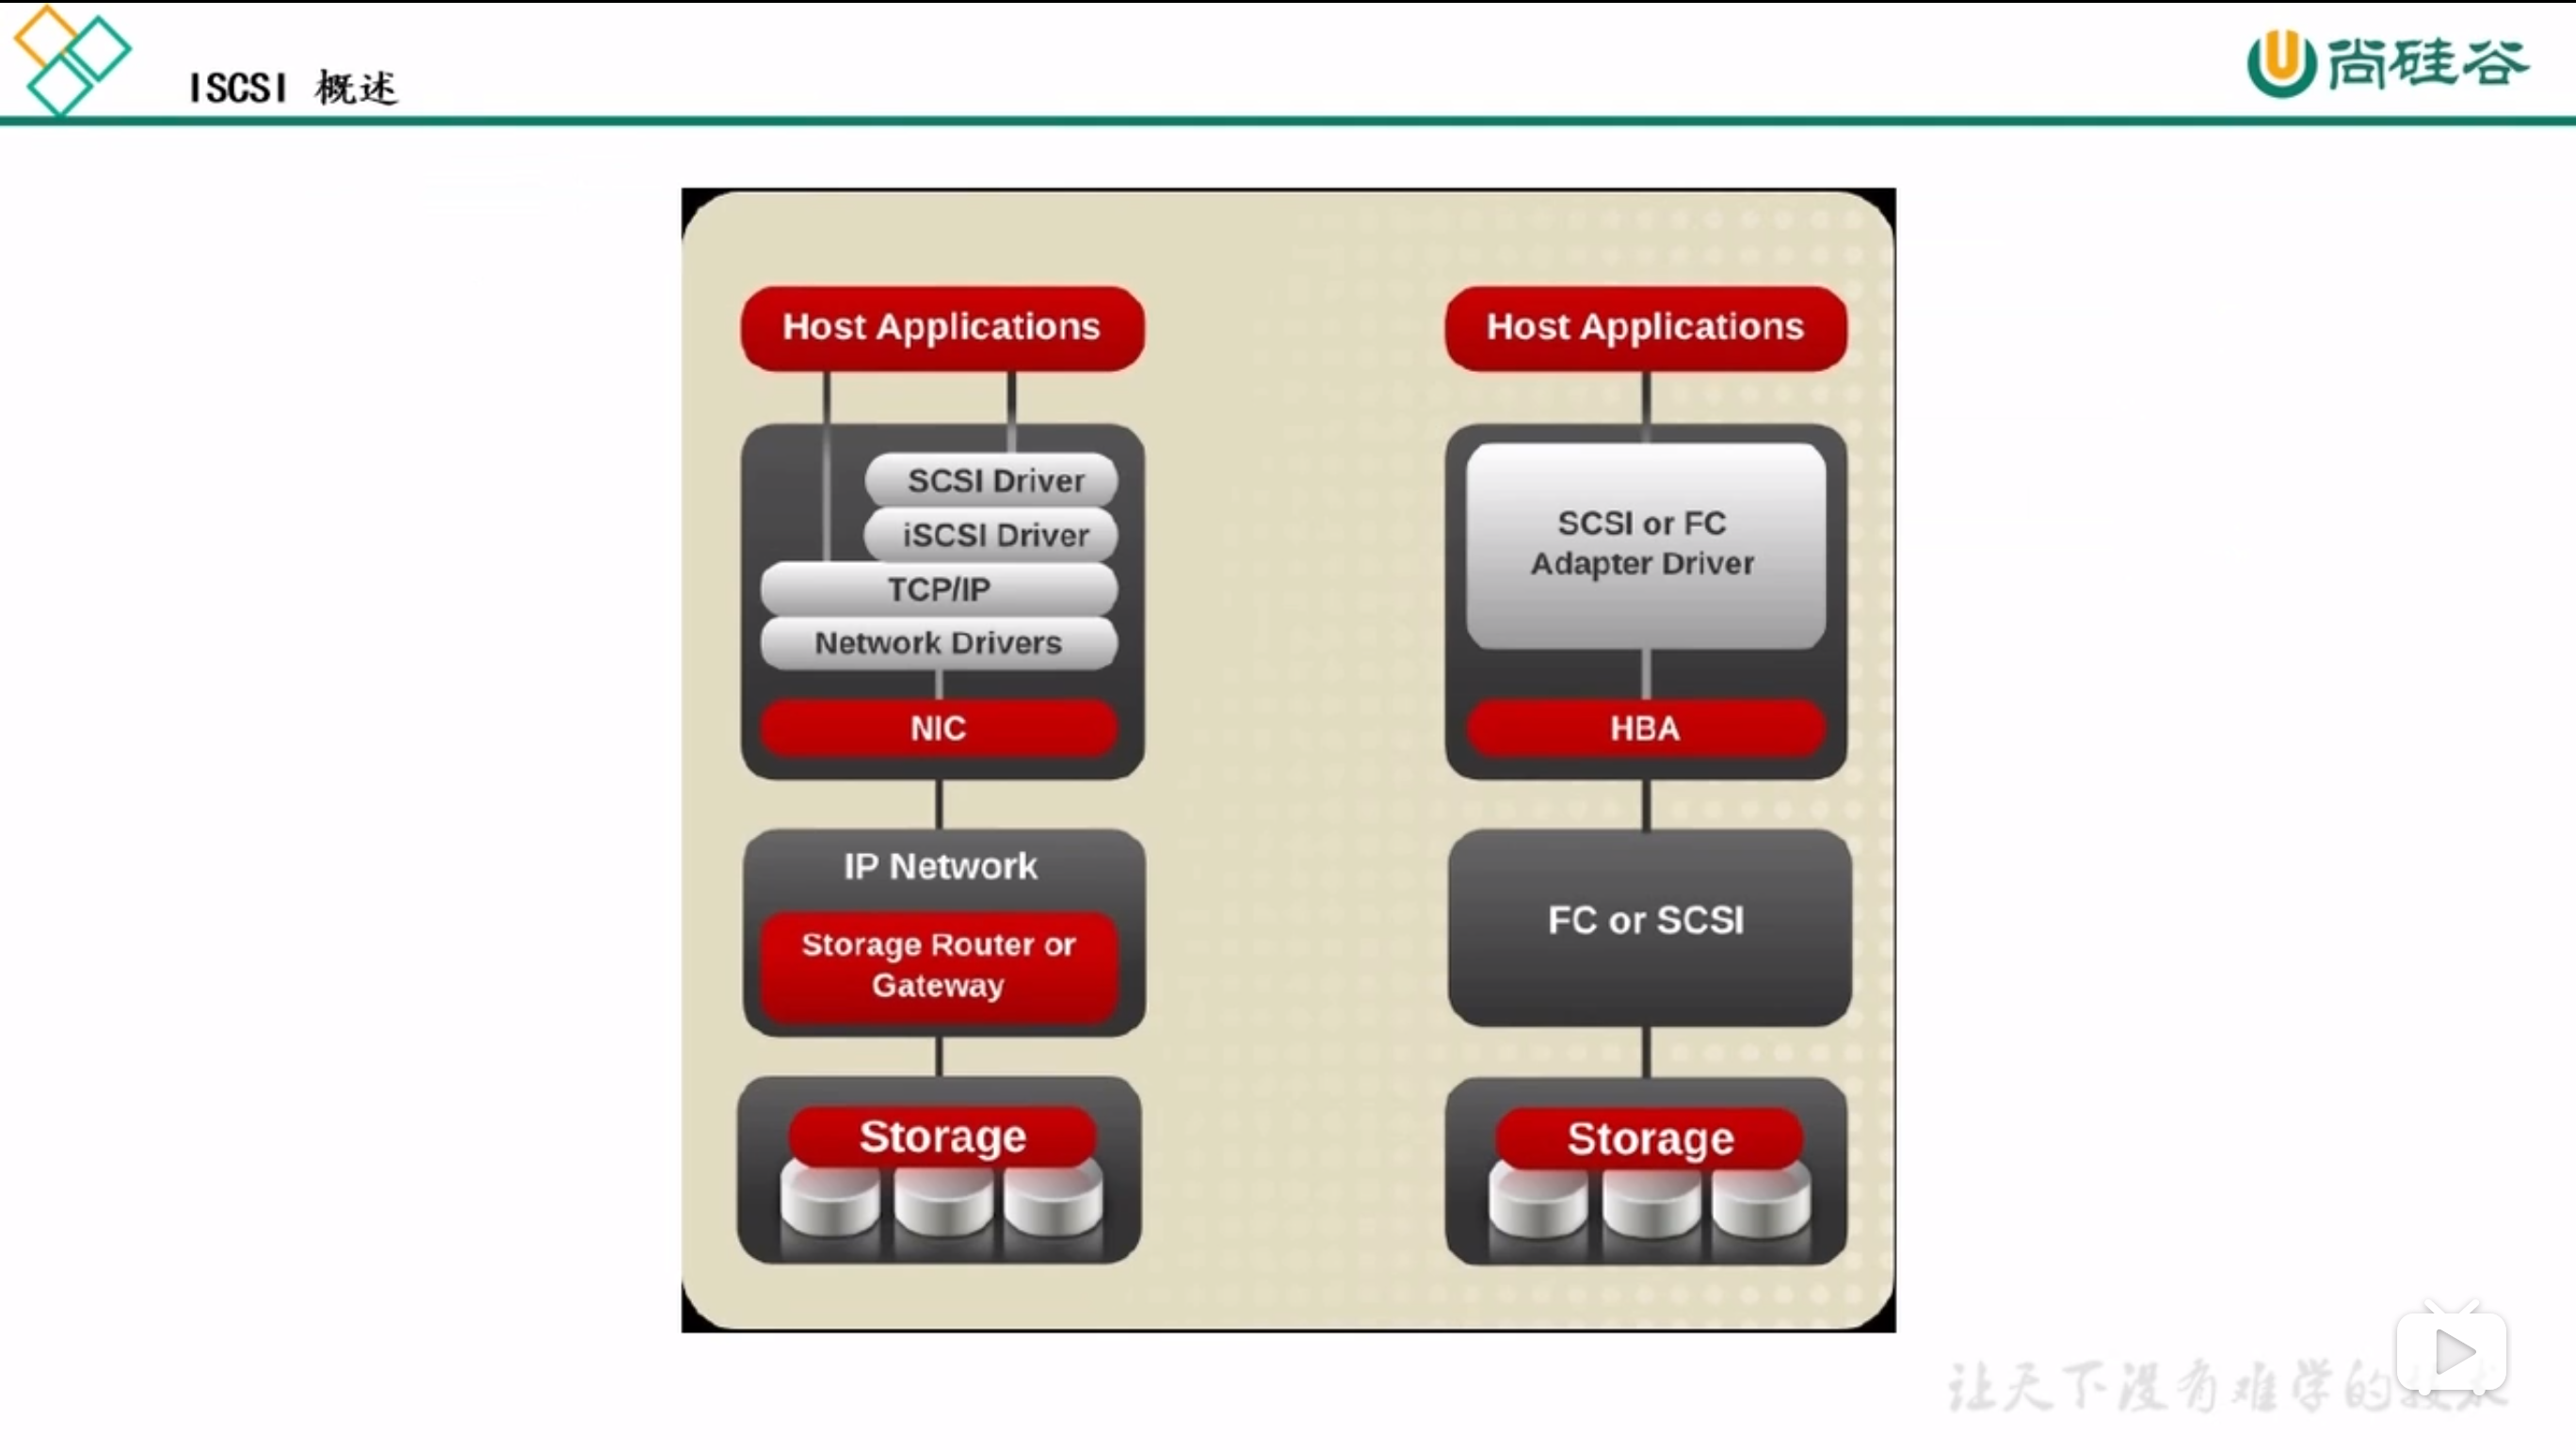 ISCSI 概述
尚硅谷
Host Applications
SCSI Driver
iSCSI Driver
TCP/IP
Network Drivers
NIC
IP Network
Storage Router or
Gateway
Storage
Host Applications
SCSI or FC
Adapter Driver
HBA
FC or SCSI
Storage
让天下没有难学的技术